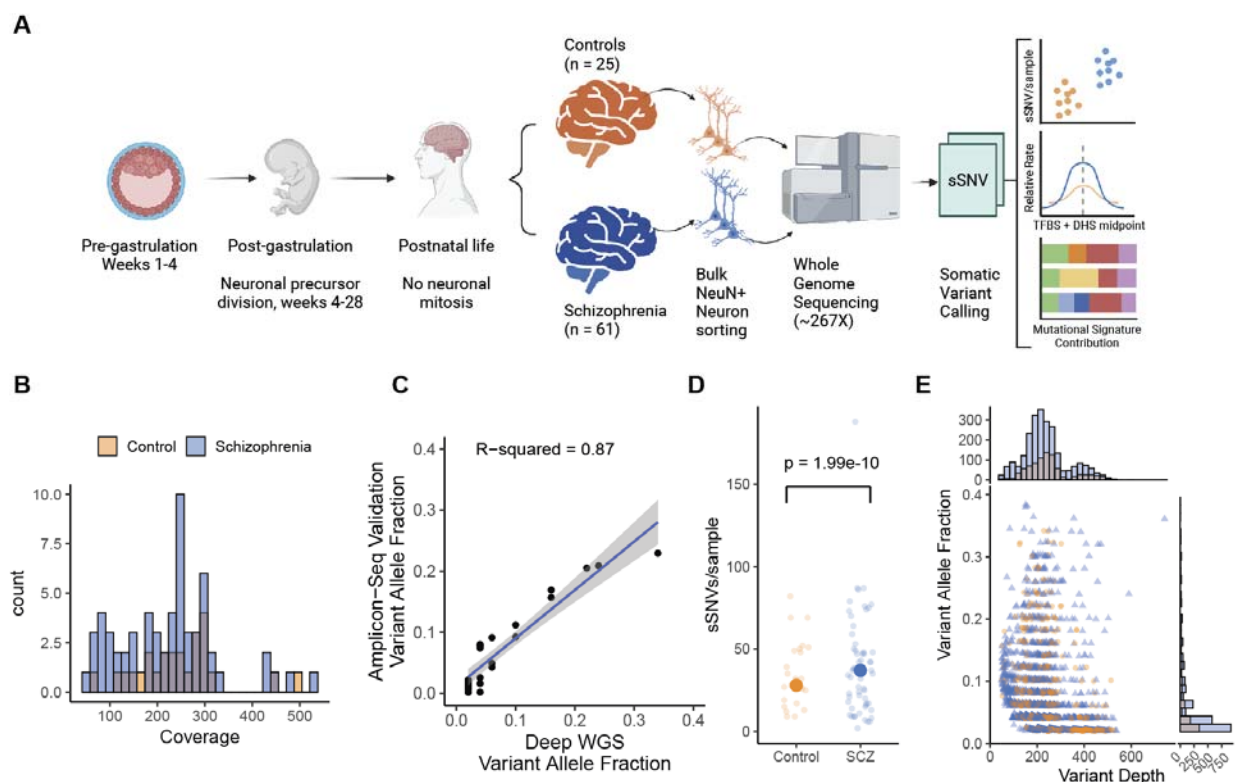 A
Controls
(n = 25)
Schizophrenia
(n = 61)
Pre-gastrulation
Weeks 1-4
Post-gastrulation
Neuronal precursor
division, weeks 4-28
Postnatal life
No neuronal
mitosis
Bulk
NeuN+
Neuron
sorting
Whole
Genome
Sequencing
(~267X)
sSNV
Somatic
Variant
Calling
sSNV/sample
Relative Rate
TFBS + DHS midpoint
Mutational Signature
Contribution
B
Control
Schizophrenia
count
10.0
7.5
5.0
2.5
0.0
100 200 300 400 500
Coverage
C
R-squared = 0.87
Amplicon-Seq Validation
Variant Allele Fraction
0.4
0.3
0.2
0.1
0.0
0.0 0.1 0.2 0.3 0.4
Deep WGS
Variant Allele Fraction
D
p = 1.99e-10
sSNVs/sample
150
100
50
0
Control SCZ
E
300
200
100
0
Variant Allele Fraction
0.4
0.3
0.2
0.1
0.0
0 200 400 600
Variant Depth
0 250 500 750